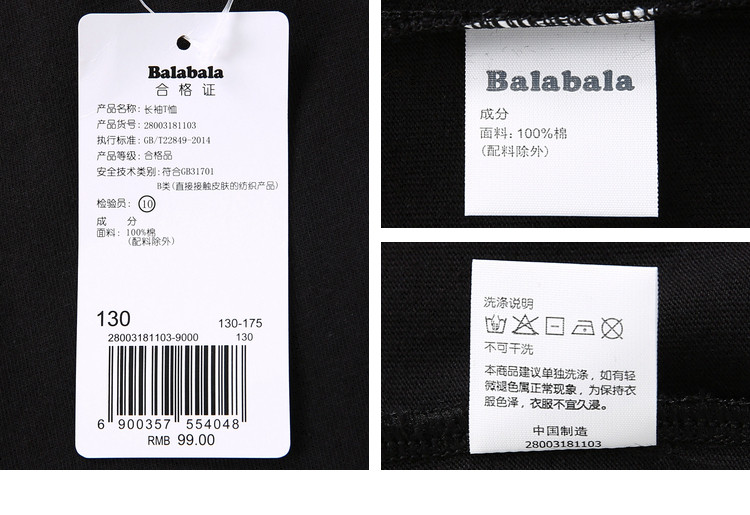 Balabala
合格证
产品名称: 长袖T恤
产品货号: 28003181103
执行标准: GB/T22849-2014
产品等级: 合格品
安全技术类别: 符合GB31701
B类(直接接触皮肤的纺织产品)
检验员: 10
成 分
面料: 100%棉
(配料除外)
130 130-175
28003181103-9000 130
6 900357 554048
RMB 99.00
Balabala
成分
面料: 100%棉
(配料除外)
洗涤说明
不可干洗
本商品建议单独洗涤, 如有轻
微褪色属正常现象, 为保持衣
服色泽, 衣服不宜久浸。
中国制造
28003181103